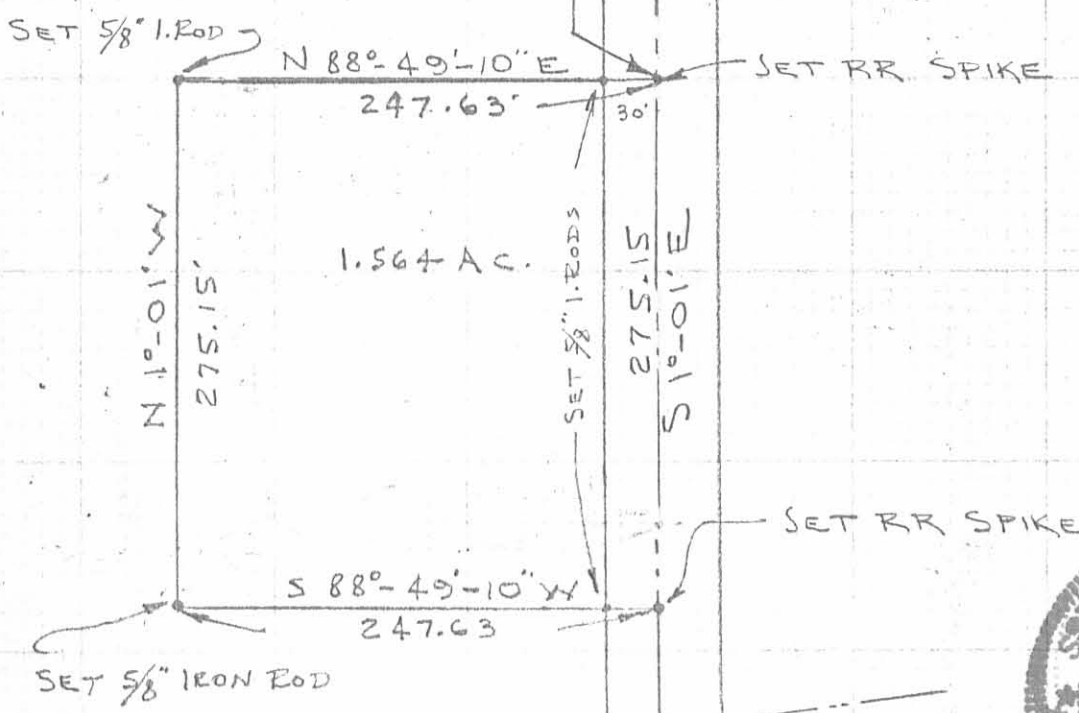 SET 5/8" I.ROD
N 88°-49'-10" E
SET RR SPIKE
247.63'
30'
N 1°-01' W
275.15'
1.564 AC.
SET 5/8" I.RODS
275.15
S 1°-01' E
SET RR SPIKE
S 88°-49'-10" W
247.63
SET 5/8" IRON ROD